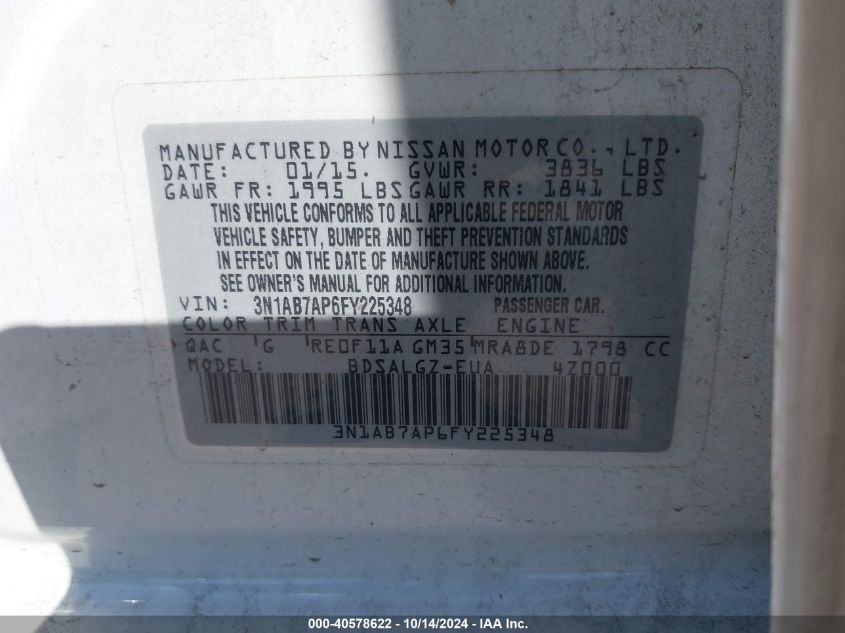 MANUFACTURED BY NISSAN MOTOR CO., LTD.
DATE: 01/15. GVWR: 3836 LBS
GAWR FR: 1995 LBS GAWR RR: 1841 LBS
THIS VEHICLE CONFORMS TO ALL APPLICABLE FEDERAL MOTOR
VEHICLE SAFETY, BUMPER AND THEFT PREVENTION STANDARDS
IN EFFECT ON THE DATE OF MANUFACTURE SHOWN ABOVE.
SEE OWNER'S MANUAL FOR ADDITIONAL INFORMATION.
VIN: 3N1AB7AP6FY225348 PASSENGER CAR.
COLOR TRIM TRANS AXLE ENGINE
QAC G RE0F11A GM35 MRA8DE 1798 CC
MODEL: BDSALGZ-EUA 4Z000
3N1AB7AP6FY225348
000-40578622 - 10/14/2024 - IAA Inc.